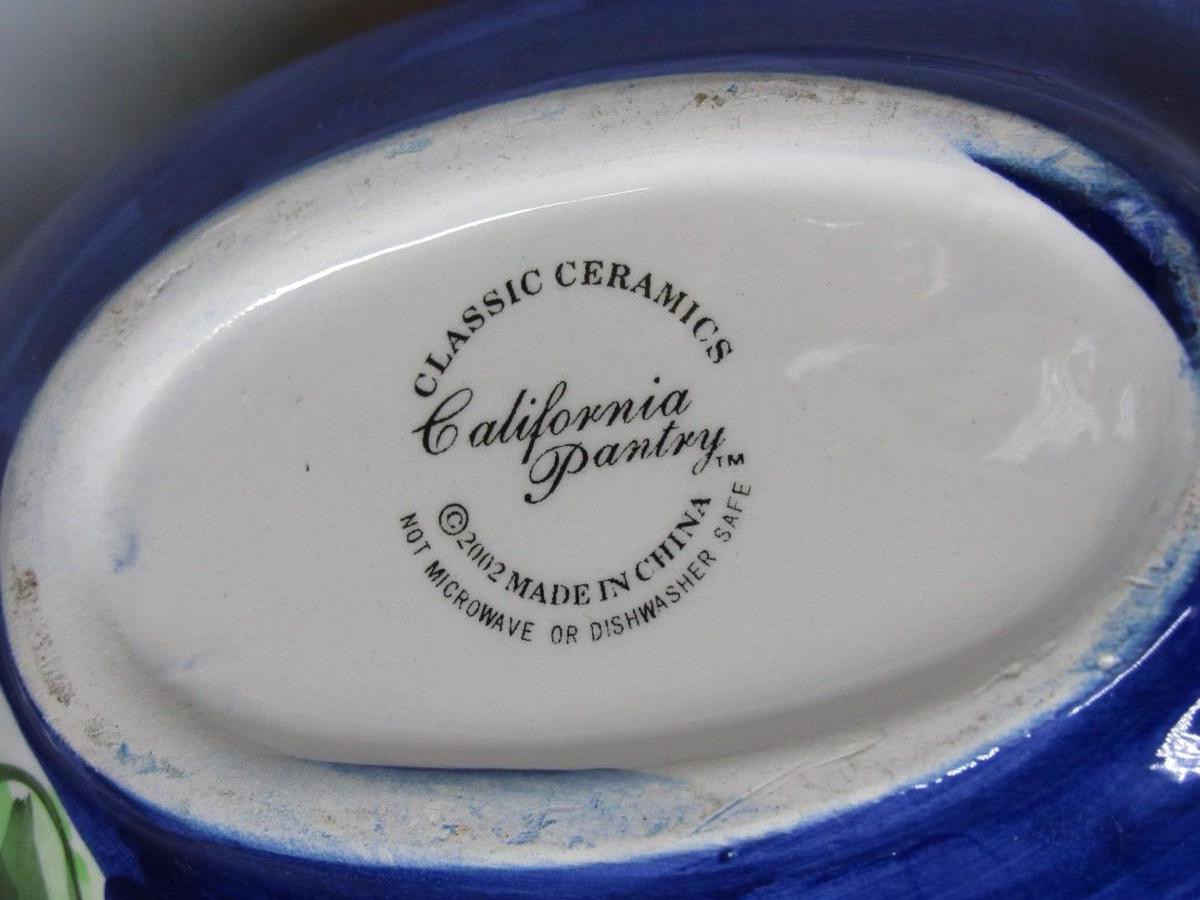 CLASSIC CERAMICS
California
Pantry™
©2002 MADE IN CHINA
NOT MICROWAVE OR DISHWASHER SAFE